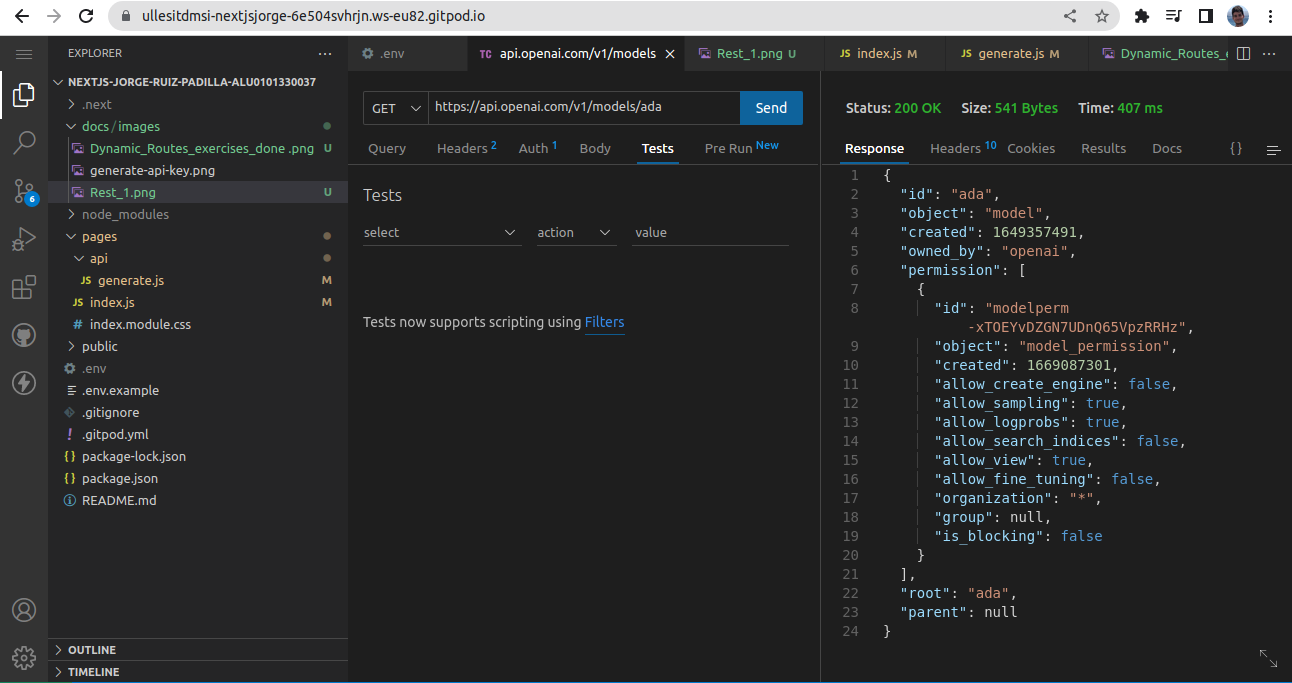 ullesitdmsi-nextjsjorge-6e504svhrjn.ws-eu82.gitpod.io
EXPLORER
NEXTJS-JORGE-RUIZ-PADILLA-ALU0101330037
.next
docs / images
Dynamic_Routes_exercises_done .png U
generate-api-key.png
Rest_1.png U
node_modules
pages
api
JS generate.js M
JS index.js M
# index.module.css
public
.env
.env.example
.gitignore
! .gitpod.yml
{} package-lock.json
{} package.json
README.md
OUTLINE
TIMELINE
6
.env
TC api.openai.com/v1/models
Rest_1.png U
JS index.js M
JS generate.js M
Dynamic_Routes_
GET
https://api.openai.com/v1/models/ada
Send
Query
Headers 2
Auth 1
Body
Tests
Pre Run New
Tests
select
action
value
Tests now supports scripting using Filters
Status: 200 OK Size: 541 Bytes Time: 407 ms
Response
Headers 10
Cookies
Results
Docs
{ }
1 {
2 "id": "ada",
3 "object": "model",
4 "created": 1649357491,
5 "owned_by": "openai",
6 "permission": [
7 {
8 "id": "modelperm
-xTOEYvDZGN7UDnQ65VpzRRHz",
9 "object": "model_permission",
10 "created": 1669087301,
11 "allow_create_engine": false,
12 "allow_sampling": true,
13 "allow_logprobs": true,
14 "allow_search_indices": false,
15 "allow_view": true,
16 "allow_fine_tuning": false,
17 "organization": "*",
18 "group": null,
19 "is_blocking": false
20 }
21 ],
22 "root": "ada",
23 "parent": null
24 }